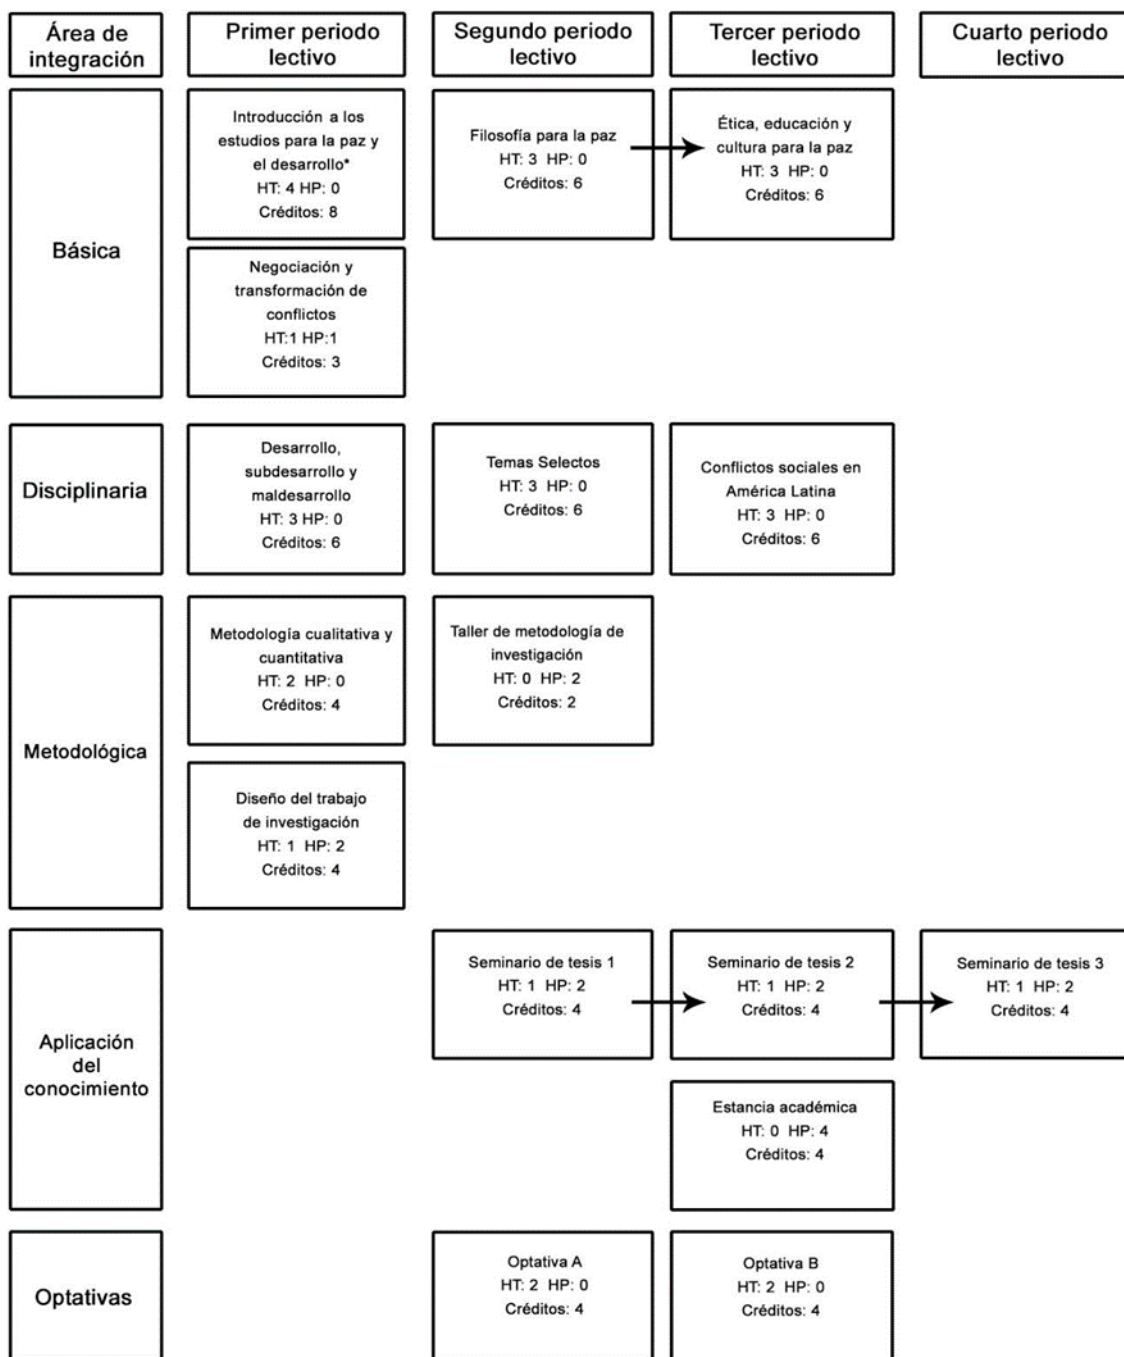 Área de
integración
Primer periodo
lectivo
Segundo periodo
lectivo
Tercer periodo
lectivo
Cuarto periodo
lectivo
Básica
Introducción a los
estudios para la paz y
el desarrollo*
HT: 4 HP: 0
Créditos: 8
Filosofía para la paz
HT: 3 HP: 0
Créditos: 6
Ética, educación y
cultura para la paz
HT: 3 HP: 0
Créditos: 6
Negociación y
transformación de
conflictos
HT:1 HP:1
Créditos: 3
Disciplinaria
Desarrollo,
subdesarrollo y
maldesarrollo
HT: 3 HP: 0
Créditos: 6
Temas Selectos
HT: 3 HP: 0
Créditos: 6
Conflictos sociales en
América Latina
HT: 3 HP: 0
Créditos: 6
Metodológica
Metodología cualitativa y
cuantitativa
HT: 2 HP: 0
Créditos: 4
Taller de metodología de
investigación
HT: 0 HP: 2
Créditos: 2
Diseño del trabajo
de investigación
HT: 1 HP: 2
Créditos: 4
Aplicación
del
conocimiento
Seminario de tesis 1
HT: 1 HP: 2
Créditos: 4
Seminario de tesis 2
HT: 1 HP: 2
Créditos: 4
Seminario de tesis 3
HT: 1 HP: 2
Créditos: 4
Estancia académica
HT: 0 HP: 4
Créditos: 4
Optativas
Optativa A
HT: 2 HP: 0
Créditos: 4
Optativa B
HT: 2 HP: 0
Créditos: 4